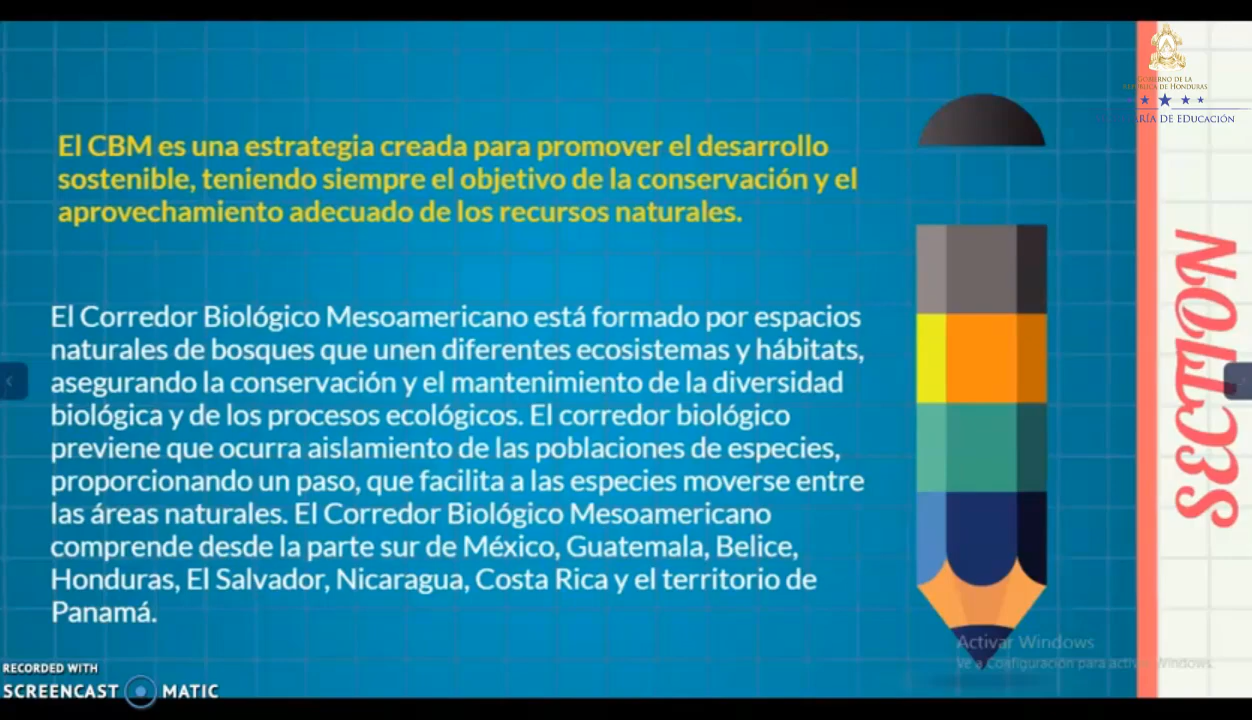 El CBM es una estrategia creada para promover el desarrollo
sostenible, teniendo siempre el objetivo de la conservación y el
aprovechamiento adecuado de los recursos naturales.
El Corredor Biológico Mesoamericano está formado por espacios
naturales de bosques que unen diferentes ecosistemas y hábitats,
asegurando la conservación y el mantenimiento de la diversidad
biológica y de los procesos ecológicos. El corredor biológico
previene que ocurra aislamiento de las poblaciones de especies,
proporcionando un paso, que facilita a las especies moverse entre
las áreas naturales. El Corredor Biológico Mesoamericano
comprende desde la parte sur de México, Guatemala, Belice,
Honduras, El Salvador, Nicaragua, Costa Rica y el territorio de
Panamá.
GOBIERNO DE LA
REPÚBLICA DE HONDURAS
DE EDUCACIÓN
SECTION
Activar Windows
Ve a Configuración para Windows.
RECORDED WITH
SCREENCAST MATIC